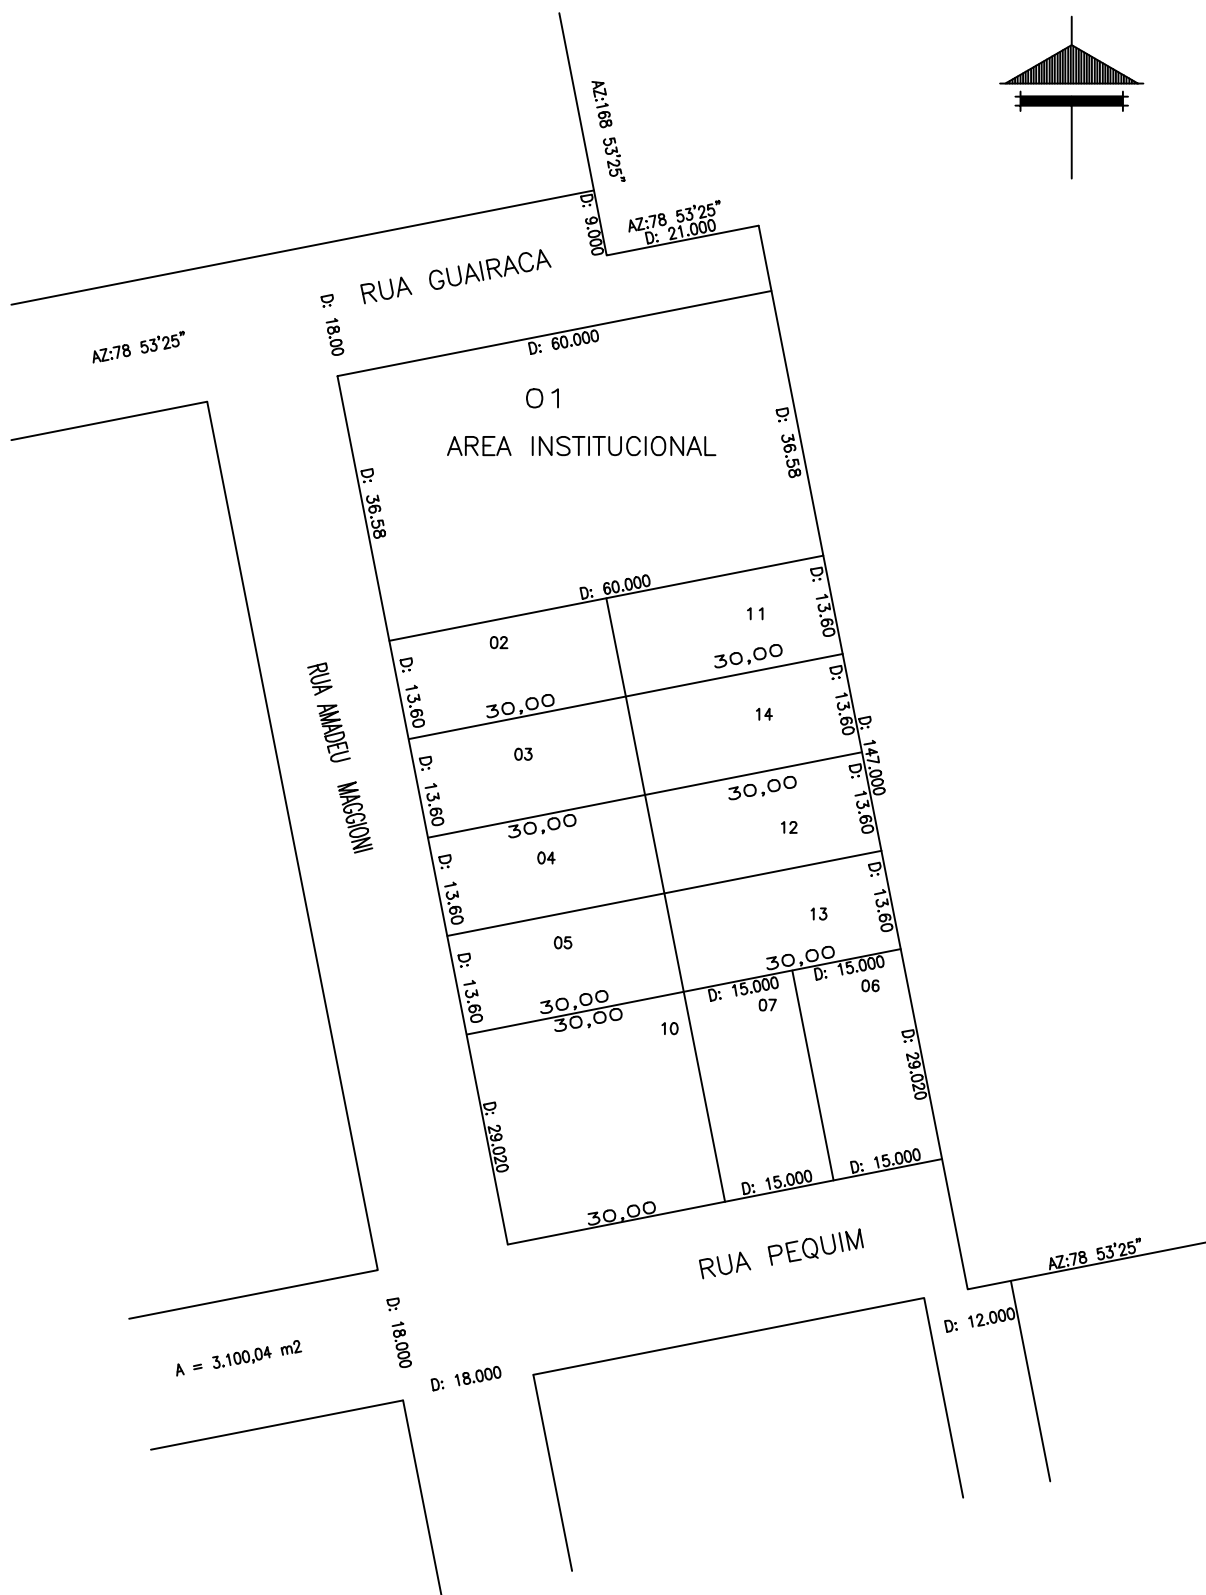 AZ:168 53'25"
D: 9.000
AZ:78 53'25"
D: 21.000
RUA GUAIRACA
D: 18.00
AZ:78 53'25"
D: 60.000
01
AREA INSTITUCIONAL
D: 36.58
D: 36.58
D: 60.000
D: 13.60
11
02
30,00
D: 13.60
RUA AMADEU MAGGIONI
30,00
D: 13.60
14
D: 147.000
03
D: 13.60
30,00
D: 13.60
30,00
12
04
D: 13.60
D: 13.60
13
05
D: 13.60
30,00
D: 15.000
D: 15.000
06
07
30,00
30,00
10
D: 29.020
D: 29.020
D: 15.000
D: 15.000
30,00
RUA PEQUIM
AZ:78 53'25"
D: 18.000
D: 12.000
A = 3.100,04 m2
D: 18.000